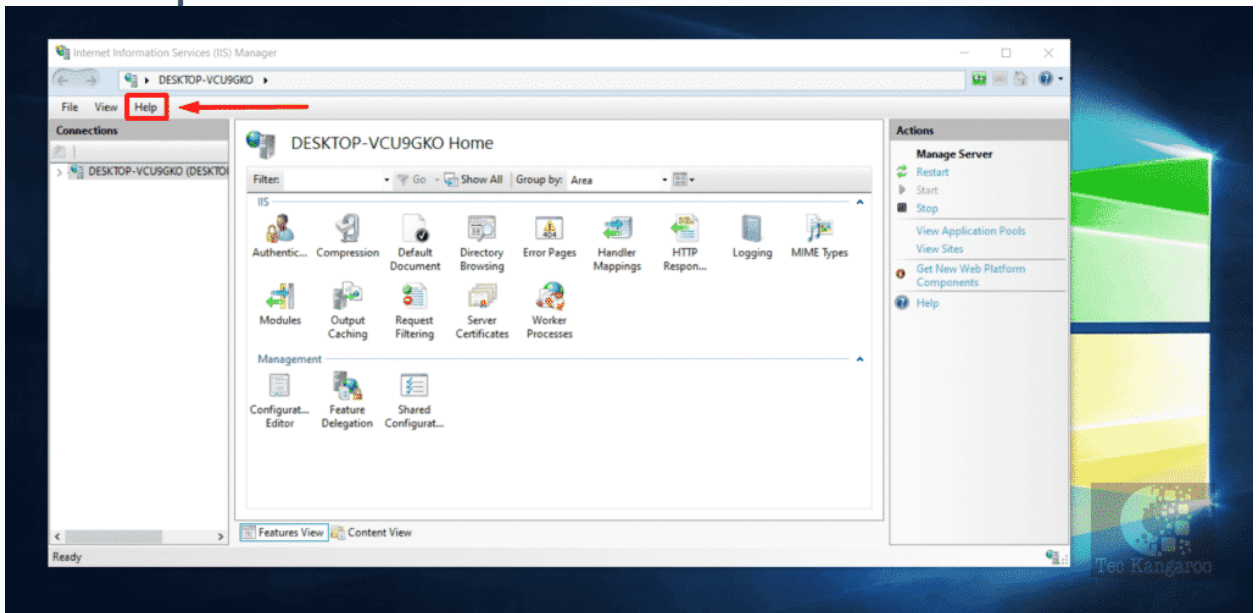 Internet Information Services (IIS) Manager
DESKTOP-VCU9GKO
File View Help
Connections
DESKTOP-VCU9GKO (DESKTO
DESKTOP-VCU9GKO Home
Filter: Go Show All Group by: Area
IIS
Authentic... Compression Default Document Directory Browsing Error Pages Handler Mappings HTTP Respon... Logging MIME Types
Modules Output Caching Request Filtering Server Certificates Worker Processes
Management
Configurat... Editor Feature Delegation Shared Configurat...
Features View Content View
Ready
Actions
Manage Server
Restart
Start
Stop
View Application Pools
View Sites
Get New Web Platform
Components
Help
Tec Kangaroo